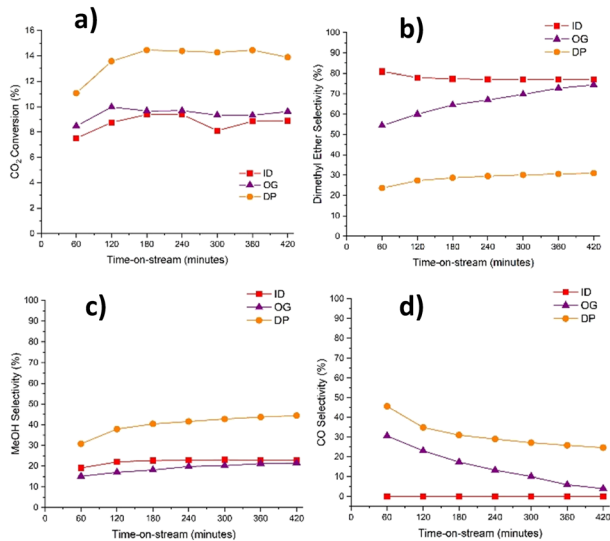 a)
CO₂ Conversion (%)
16
14
12
10
8
6
4
2
0
ID
OG
DP
0 60 120 180 240 300 360 420
Time-on-stream (minutes)
b)
Dimethyl Ether Selectivity (%)
100
90
80
70
60
50
40
30
20
10
0
ID
OG
DP
0 60 120 180 240 300 360 420
Time-on-stream (minutes)
c)
MeOH Selectivity (%)
100
90
80
70
60
50
40
30
20
10
0
ID
OG
DP
0 60 120 180 240 300 360 420
Time-on-stream (minutes)
d)
CO Selectivity (%)
100
90
80
70
60
50
40
30
20
10
0
ID
OG
DP
0 60 120 180 240 300 360 420
Time-on-stream (minutes)